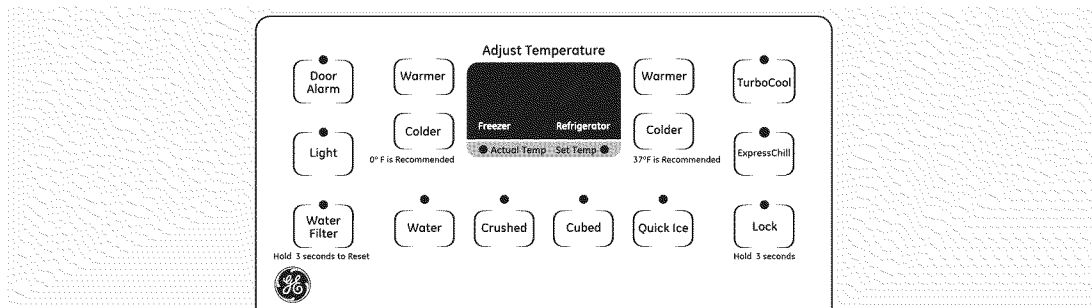 Adjust Temperature
Door
Alarm
Warmer
Warmer
TurboCool
Freezer
Refrigerator
Light
Colder
Colder
ExpressChill
Actual Temp
Set Temp
0° F is Recommended
37°F is Recommended
Water
Filter
Water
Crushed
Cubed
Quick Ice
Lock
Hold 3 seconds to Reset
Hold 3 seconds
GE